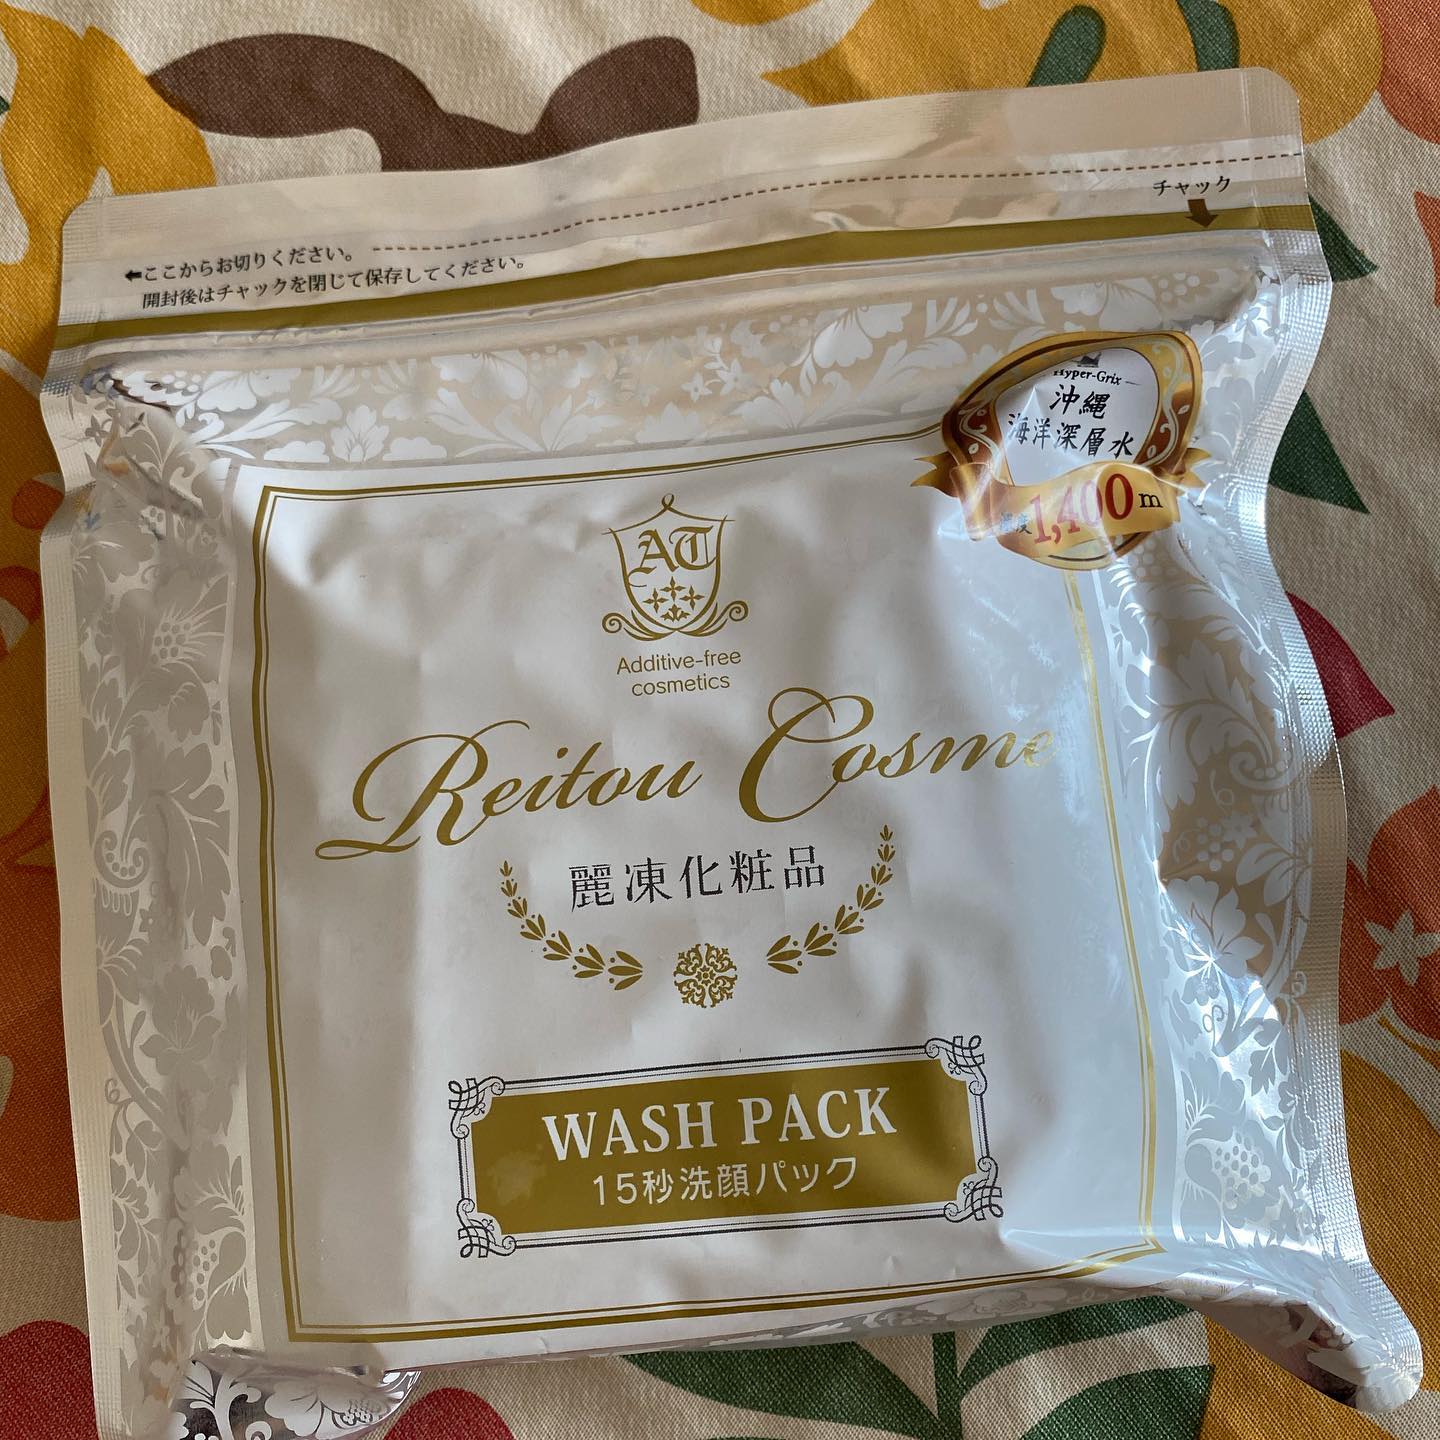 チャック
←ここからお切りください。
開封後はチャックを閉じて保存してください。
Hyper-Grix
沖縄
海洋深層水
1,400m
AT
Additive-free
cosmetics
Reitou Cosme
麗凍化粧品
WASH PACK
15秒洗顔パック